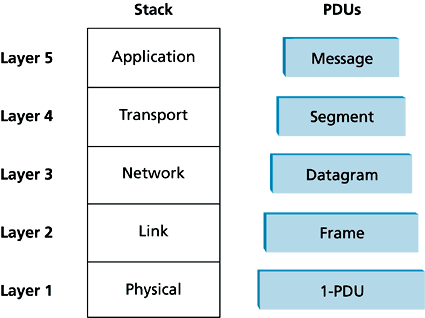 Stack PDUs
Layer 5 Application Message
Layer 4 Transport Segment
Layer 3 Network Datagram
Layer 2 Link Frame
Layer 1 Physical 1-PDU